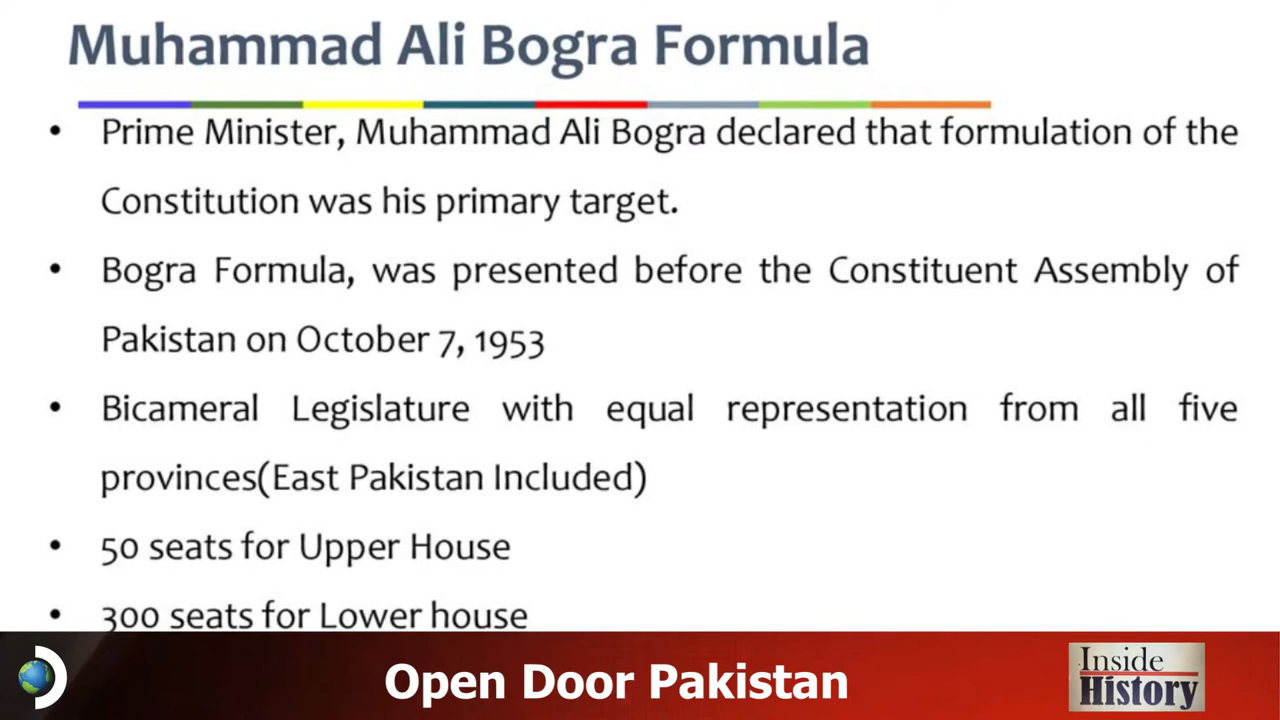 Muhammad Ali Bogra Formula
• Prime Minister, Muhammad Ali Bogra declared that formulation of the
Constitution was his primary target.
• Bogra Formula, was presented before the Constituent Assembly of
Pakistan on October 7, 1953
• Bicameral Legislature with equal representation from all five
provinces(East Pakistan Included)
• 50 seats for Upper House
• 300 seats for Lower house
Open Door Pakistan
Inside
History